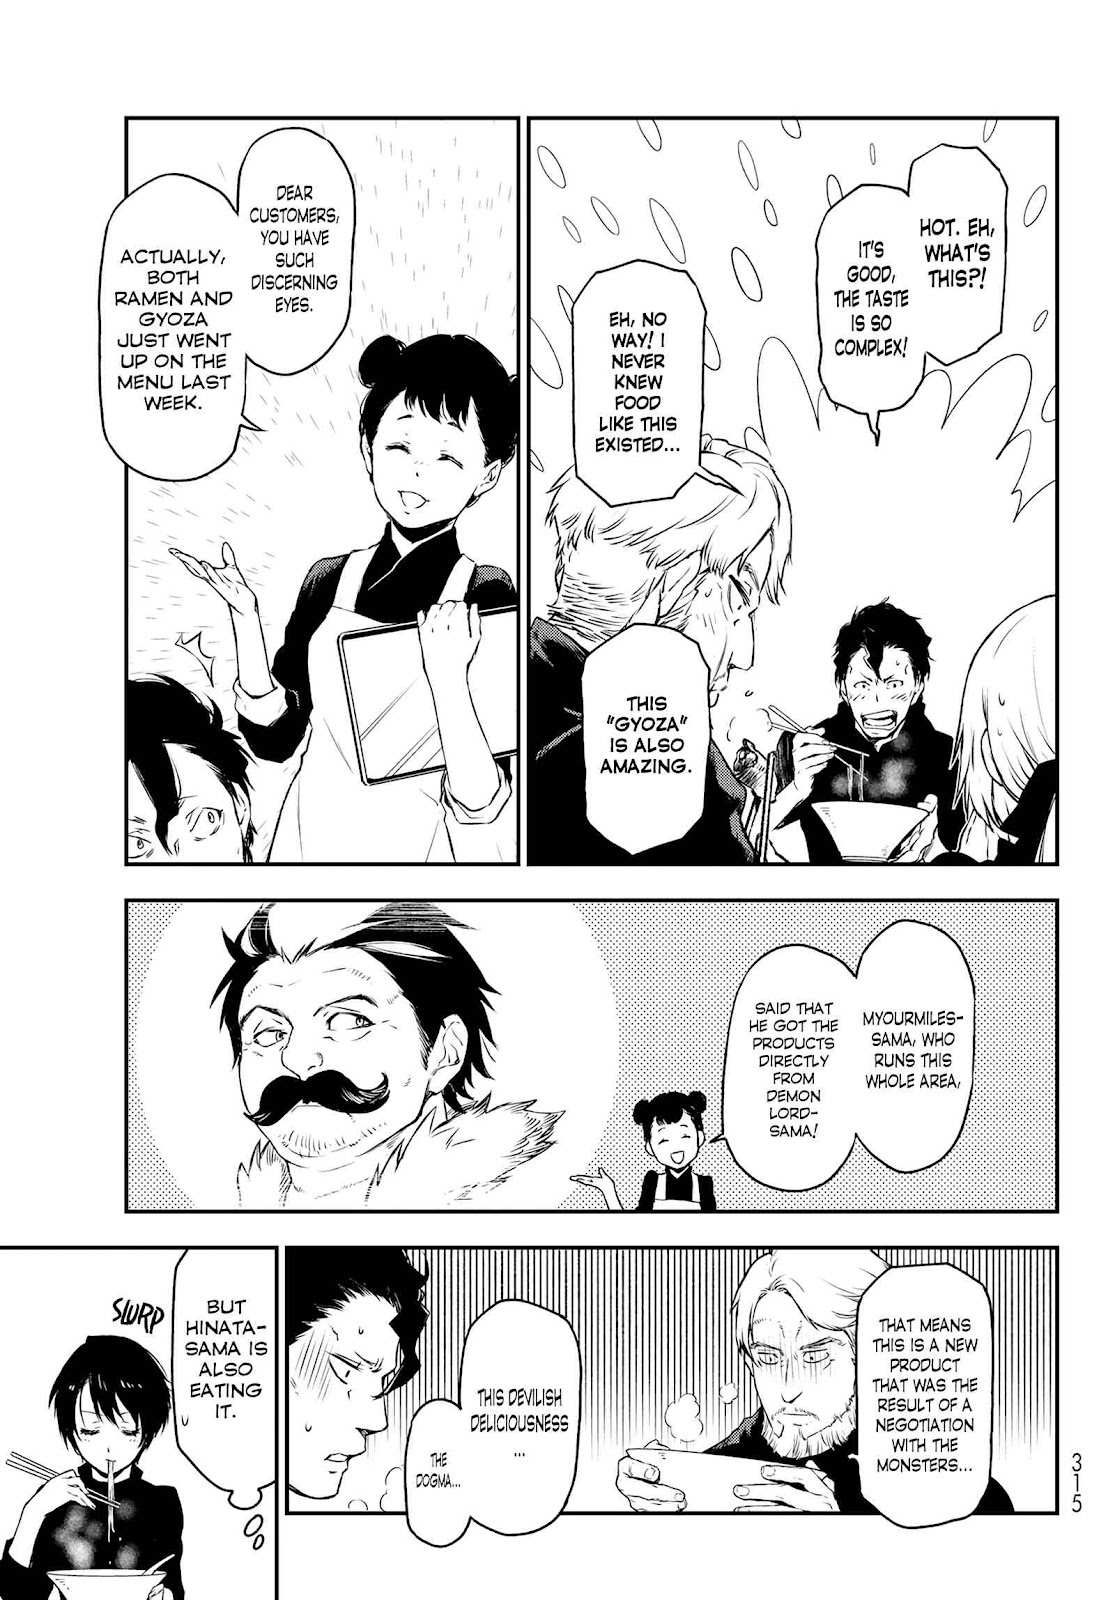 HOT. EH,
WHAT'S
THIS?!
IT'S
GOOD,
THE TASTE
IS SO
COMPLEX!
EH, NO
WAY! I
NEVER
KNEW
FOOD
LIKE THIS
EXISTED...
THIS
"GYOZA"
IS ALSO
AMAZING.
DEAR
CUSTOMERS,
YOU HAVE
SUCH
DISCERNING
EYES.
ACTUALLY,
BOTH
RAMEN AND
GYOZA
JUST WENT
UP ON THE
MENU LAST
WEEK.
MYOURMILES-
SAMA, WHO
RUNS THIS
WHOLE AREA,
SAID THAT
HE GOT THE
PRODUCTS
DIRECTLY
FROM
DEMON
LORD-
SAMA!
THAT MEANS
THIS IS A NEW
PRODUCT
THAT WAS THE
RESULT OF A
NEGOTIATION
WITH THE
MONSTERS...
THIS DEVILISH
DELICIOUSNESS
...
THE
DOGMA...
BUT
HINATA-
SAMA IS
ALSO
EATING
IT.
SLURP
315